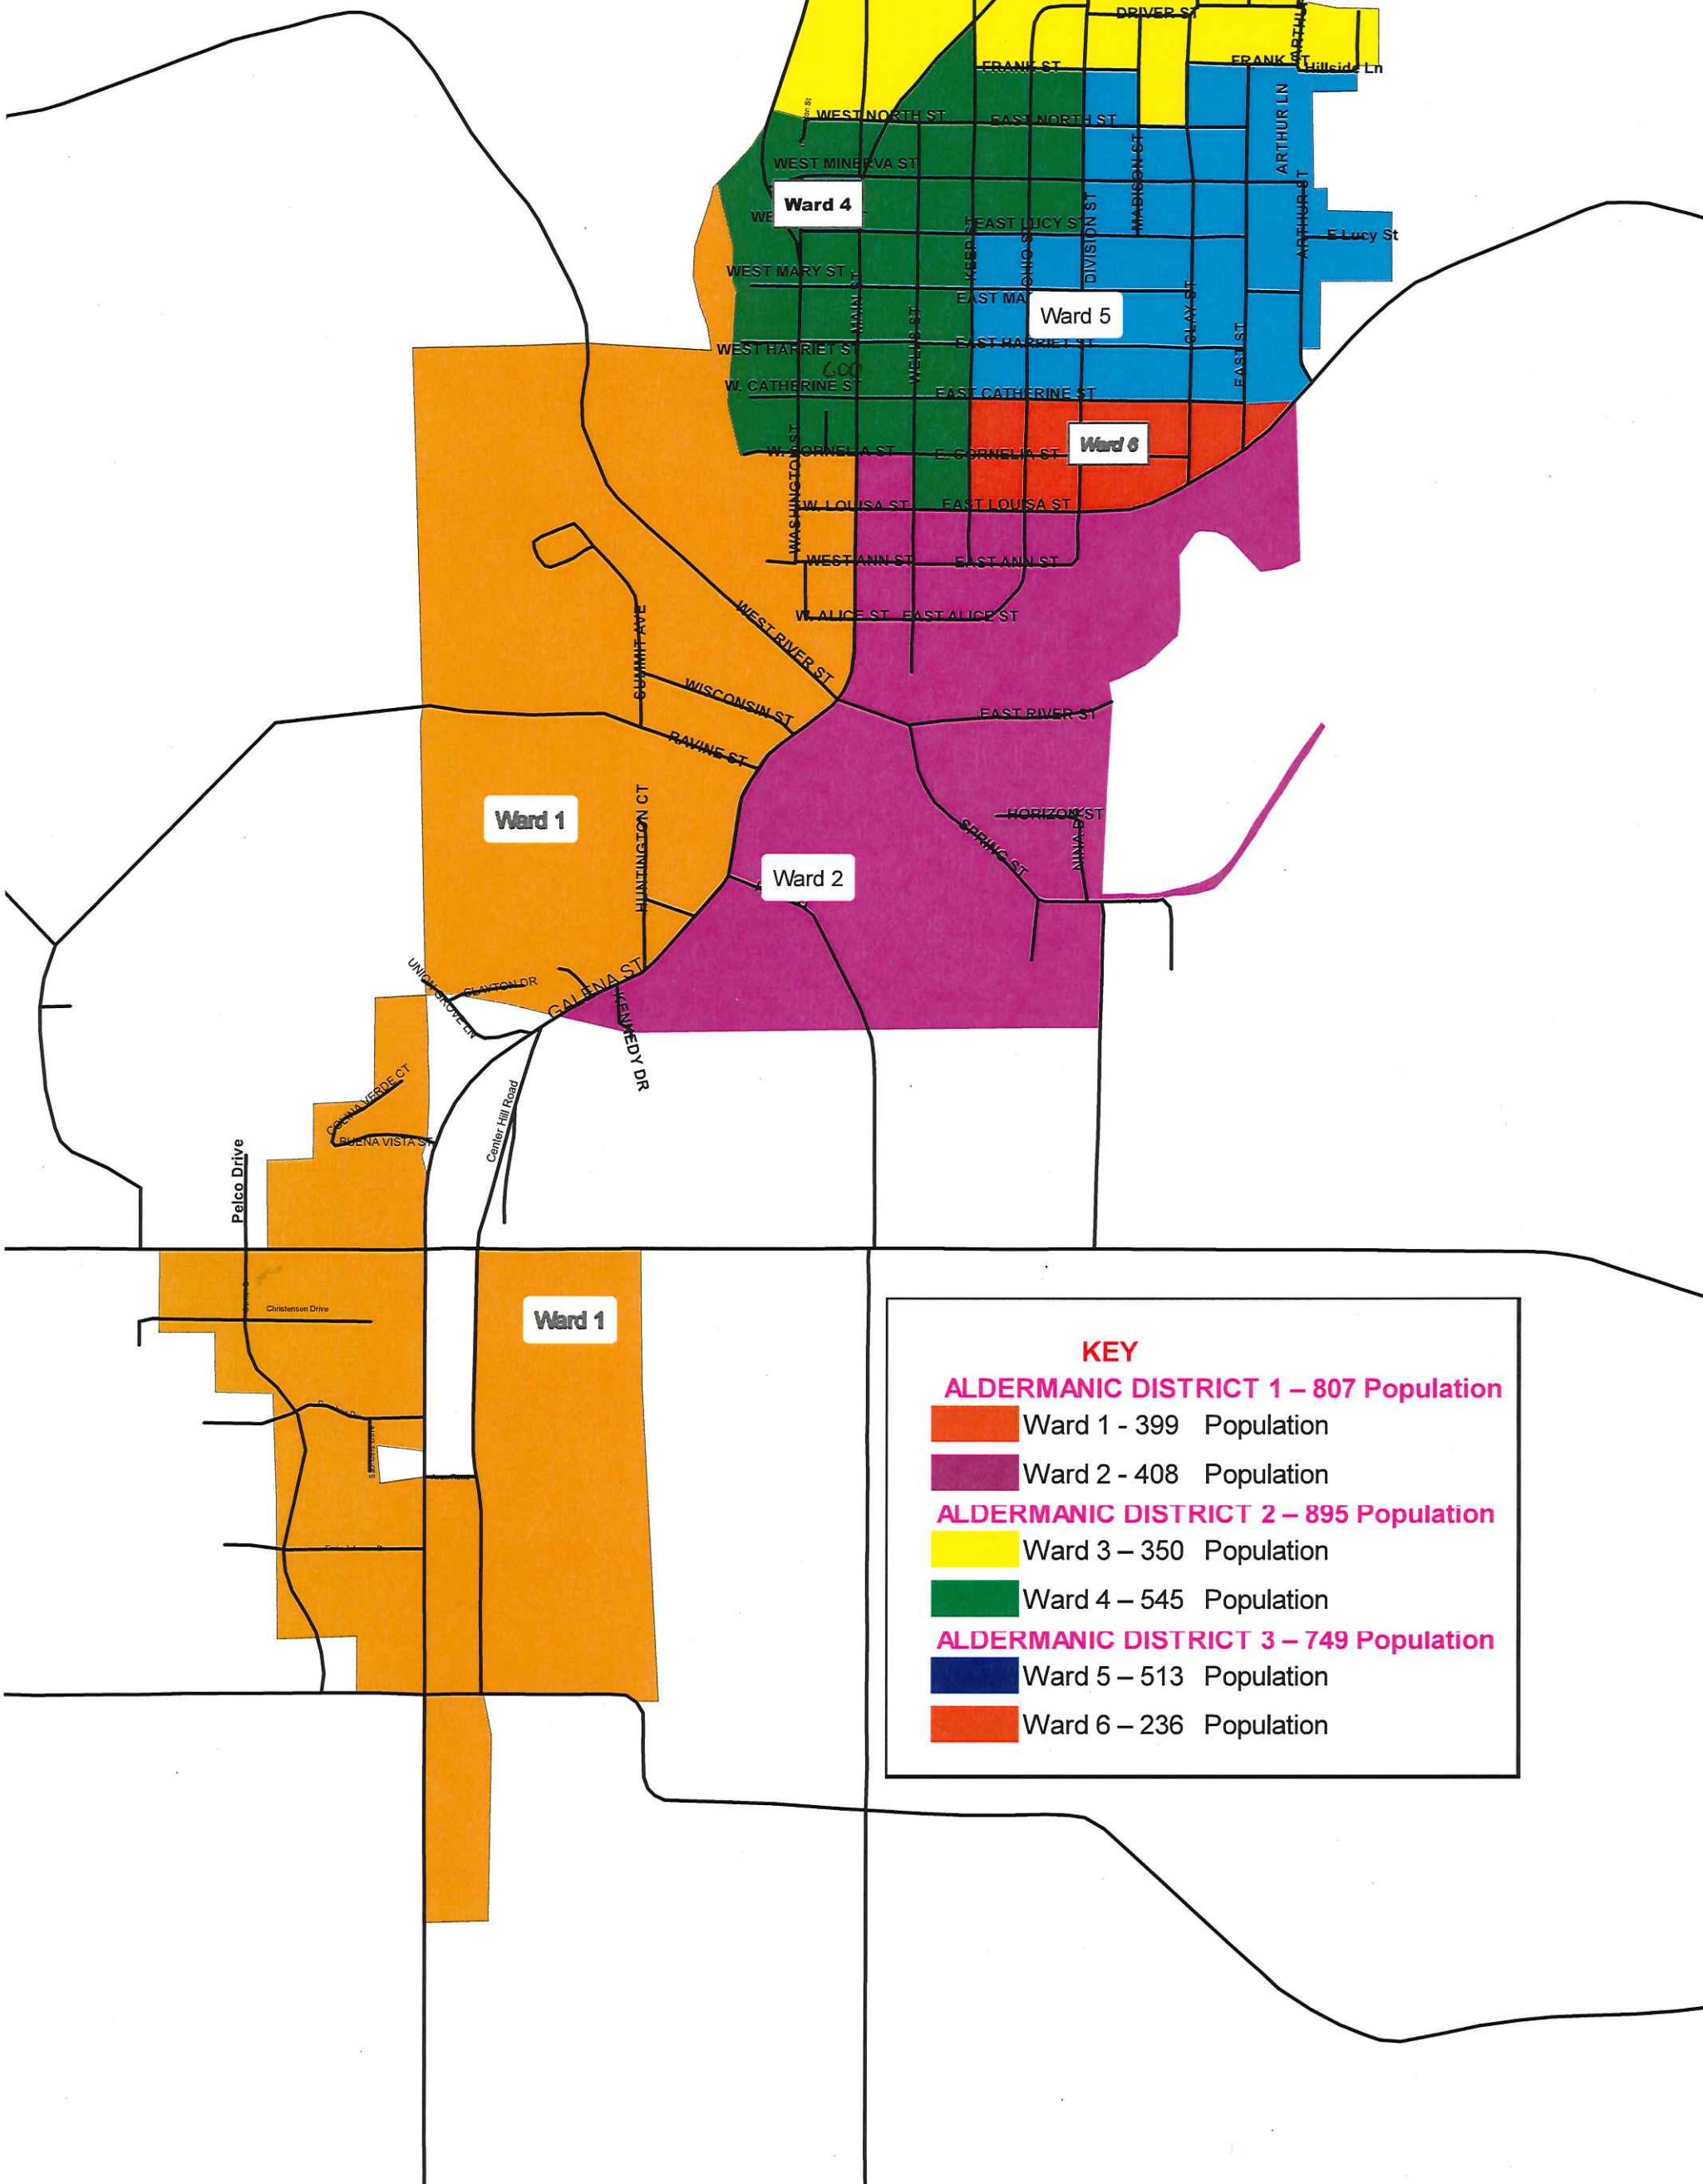 DRIVER ST
FRANK ST
FRANK ST
Hillside Ln
WEST NORTH ST
EAST NORTH ST
ARTHUR LN
MADISON ST
WEST MINERVA ST
Ward 4
EAST LUCY ST
E Lucy St
ARTHUR ST
DIVISION ST
KEEP ST
OHIO ST
WEST MARY ST
EAST MA
MAIN ST
Ward 5
CLAY ST
WELLS ST
EAST ST
WEST HARRIET ST
EAST HARRIET ST
600
W. CATHERINE ST
EAST CATHERINE ST
Ward 6
W. CORNELIA ST
E. CORNELIA ST
WASHINGTON ST
W. LOUISA ST
EAST LOUISA ST
WEST ANN ST
EAST ANN ST
W. ALICE ST
EAST ALICE ST
SUMMIT AVE
WEST RIVER ST
WISCONSIN ST
EAST RIVER ST
RAVINE ST
Ward 1
HUNTINGTON CT
HORIZON ST
SPRING ST
Ward 2
UNION GROVE LN
CLAYTON DR
GALENA ST
KENNEDY DR
COLINA VERDE CT
BUENA VISTA ST
Center Hill Road
Pelco Drive
Christensen Drive
Ward 1
KEY
ALDERMANIC DISTRICT 1 – 807 Population
Ward 1 - 399 Population
Ward 2 - 408 Population
ALDERMANIC DISTRICT 2 – 895 Population
Ward 3 – 350 Population
Ward 4 – 545 Population
ALDERMANIC DISTRICT 3 – 749 Population
Ward 5 – 513 Population
Ward 6 – 236 Population